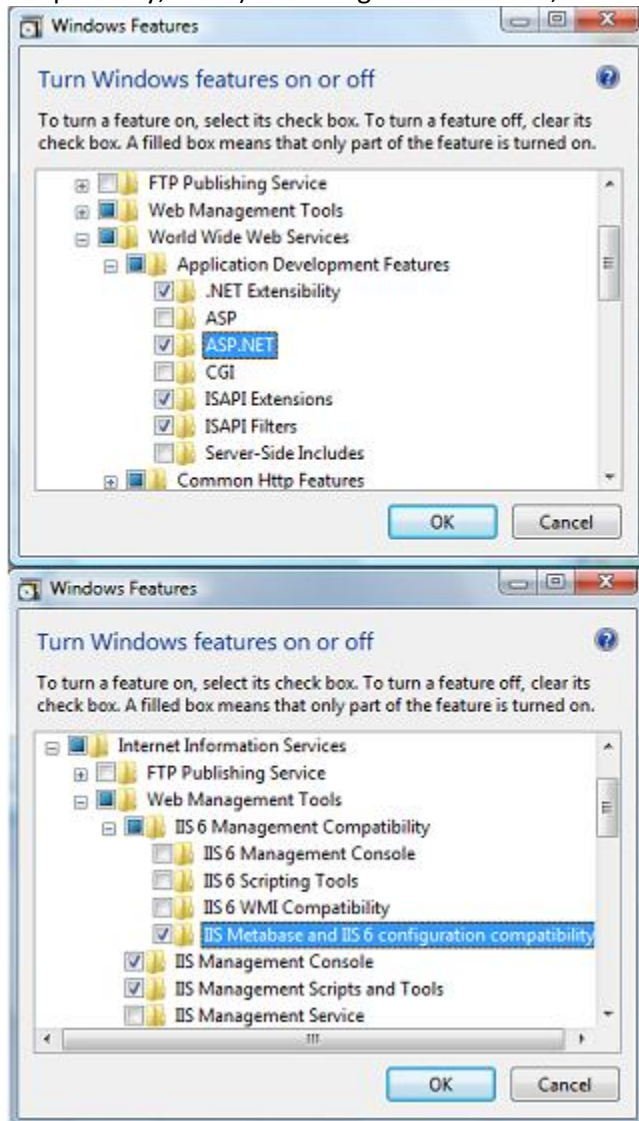 Windows Features
Turn Windows features on or off
To turn a feature on, select its check box. To turn a feature off, clear its
check box. A filled box means that only part of the feature is turned on.
FTP Publishing Service
Web Management Tools
World Wide Web Services
Application Development Features
.NET Extensibility
ASP
ASP.NET
CGI
ISAPI Extensions
ISAPI Filters
Server-Side Includes
Common Http Features
OK Cancel
Windows Features
Turn Windows features on or off
To turn a feature on, select its check box. To turn a feature off, clear its
check box. A filled box means that only part of the feature is turned on.
Internet Information Services
FTP Publishing Service
Web Management Tools
IIS 6 Management Compatibility
IIS 6 Management Console
IIS 6 Scripting Tools
IIS 6 WMI Compatibility
IIS Metabase and IIS 6 configuration compatibility
IIS Management Console
IIS Management Scripts and Tools
IIS Management Service
OK Cancel